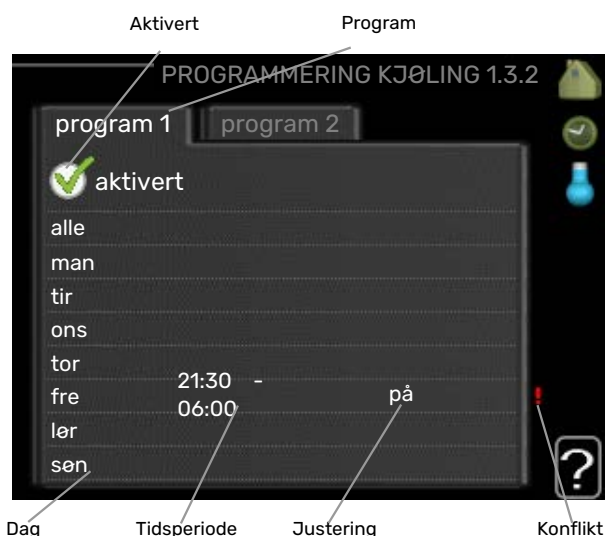 Aktivert Program
PROGRAMMERING KJØLING 1.3.2
program 1 program 2
aktivert
alle
man
tir
ons
tor
fre 21:30 - 06:00 på !
lør
søn
?
Dag Tidsperiode Justering Konflikt